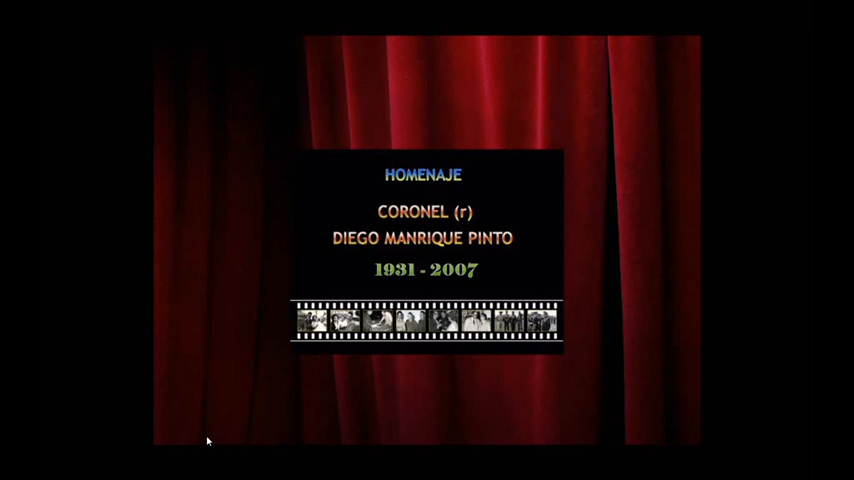 HOMENAJE
CORONEL (r)
DIEGO MANRIQUE PINTO
1931 - 2007